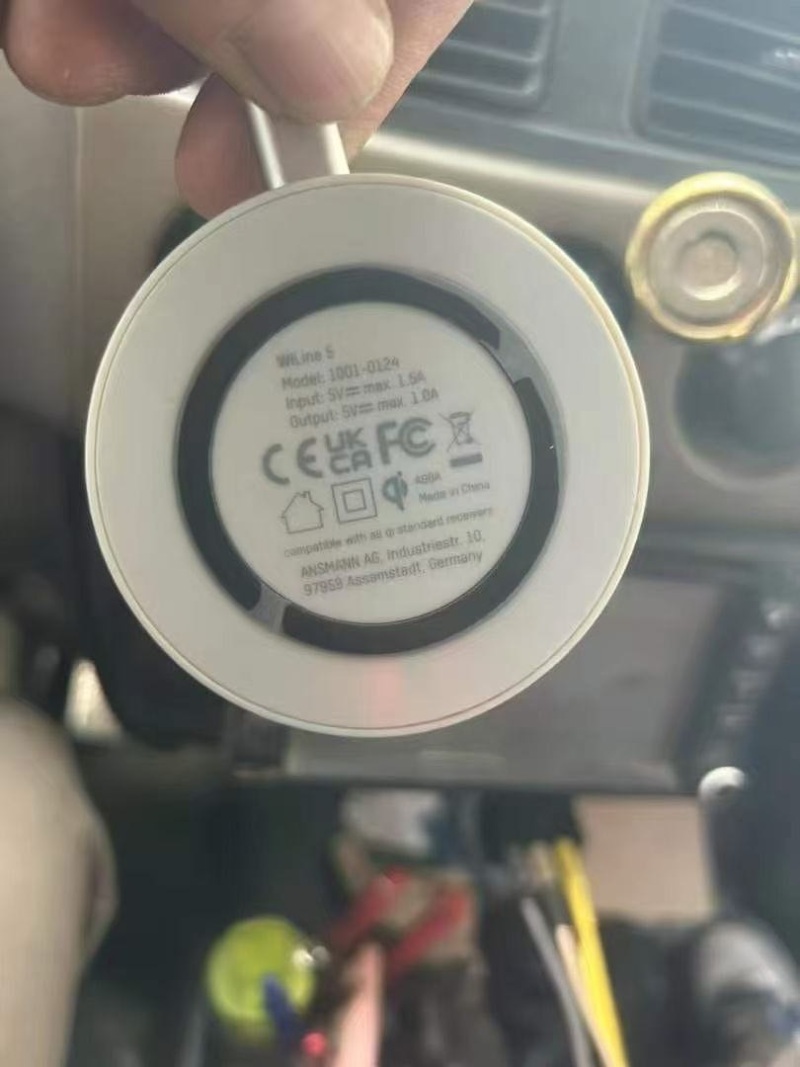 WiLine 5
Model: 1001-0124
Input: 5V⎓max. 1.5A
Output: 5V⎓max. 1.0A
CE UK CA FC
Made in China
compatible with all qi standard receivers
ANSMANN AG, Industriestr. 10,
97959 Assamstadt, Germany